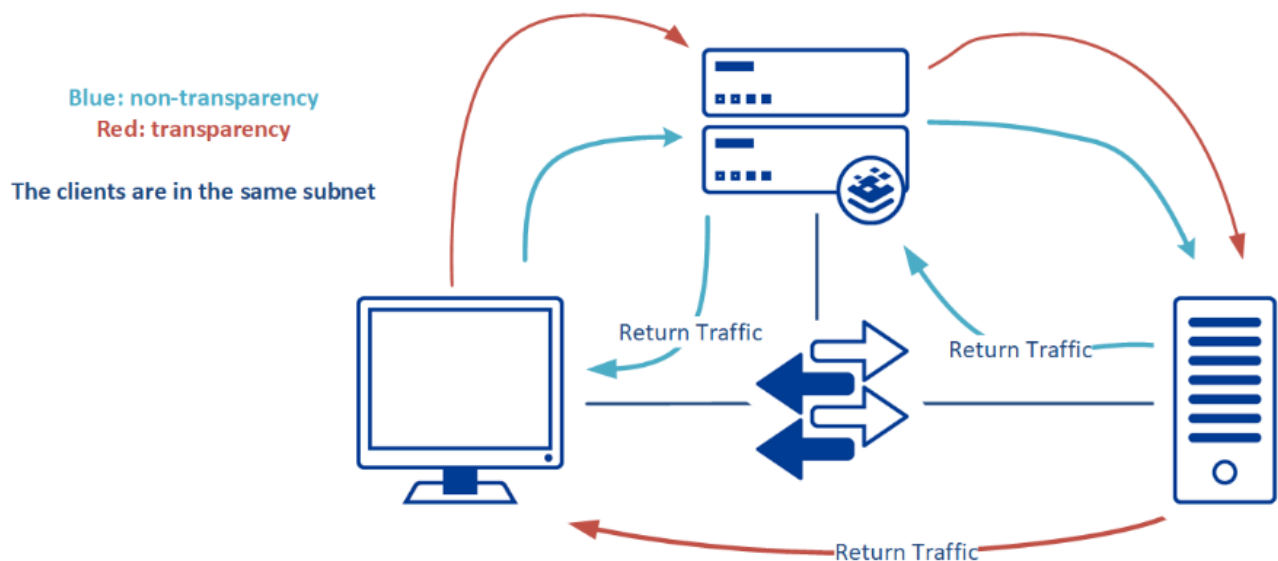 Blue: non-transparency
Red: transparency
The clients are in the same subnet
Return Traffic
Return Traffic
Return Traffic